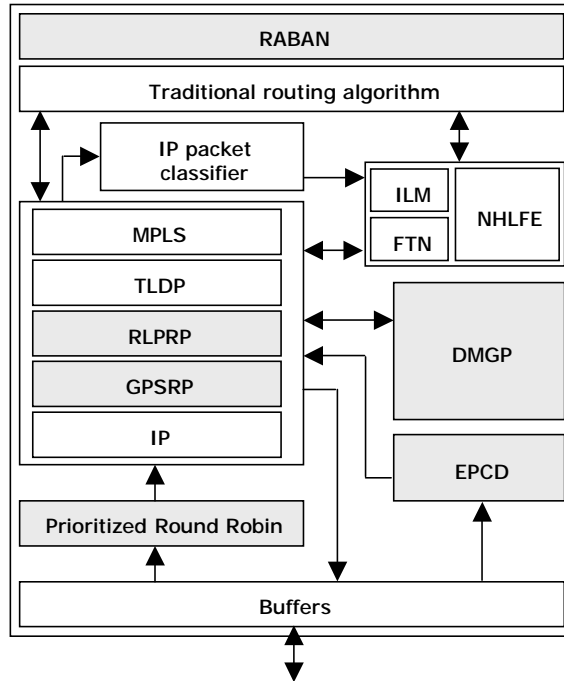 RABAN
Traditional routing algorithm
IP packet
classifier
ILM
FTN
NHLFE
MPLS
TLDP
RLPRP
GPSRP
IP
DMGP
EPCD
Prioritized Round Robin
Buffers